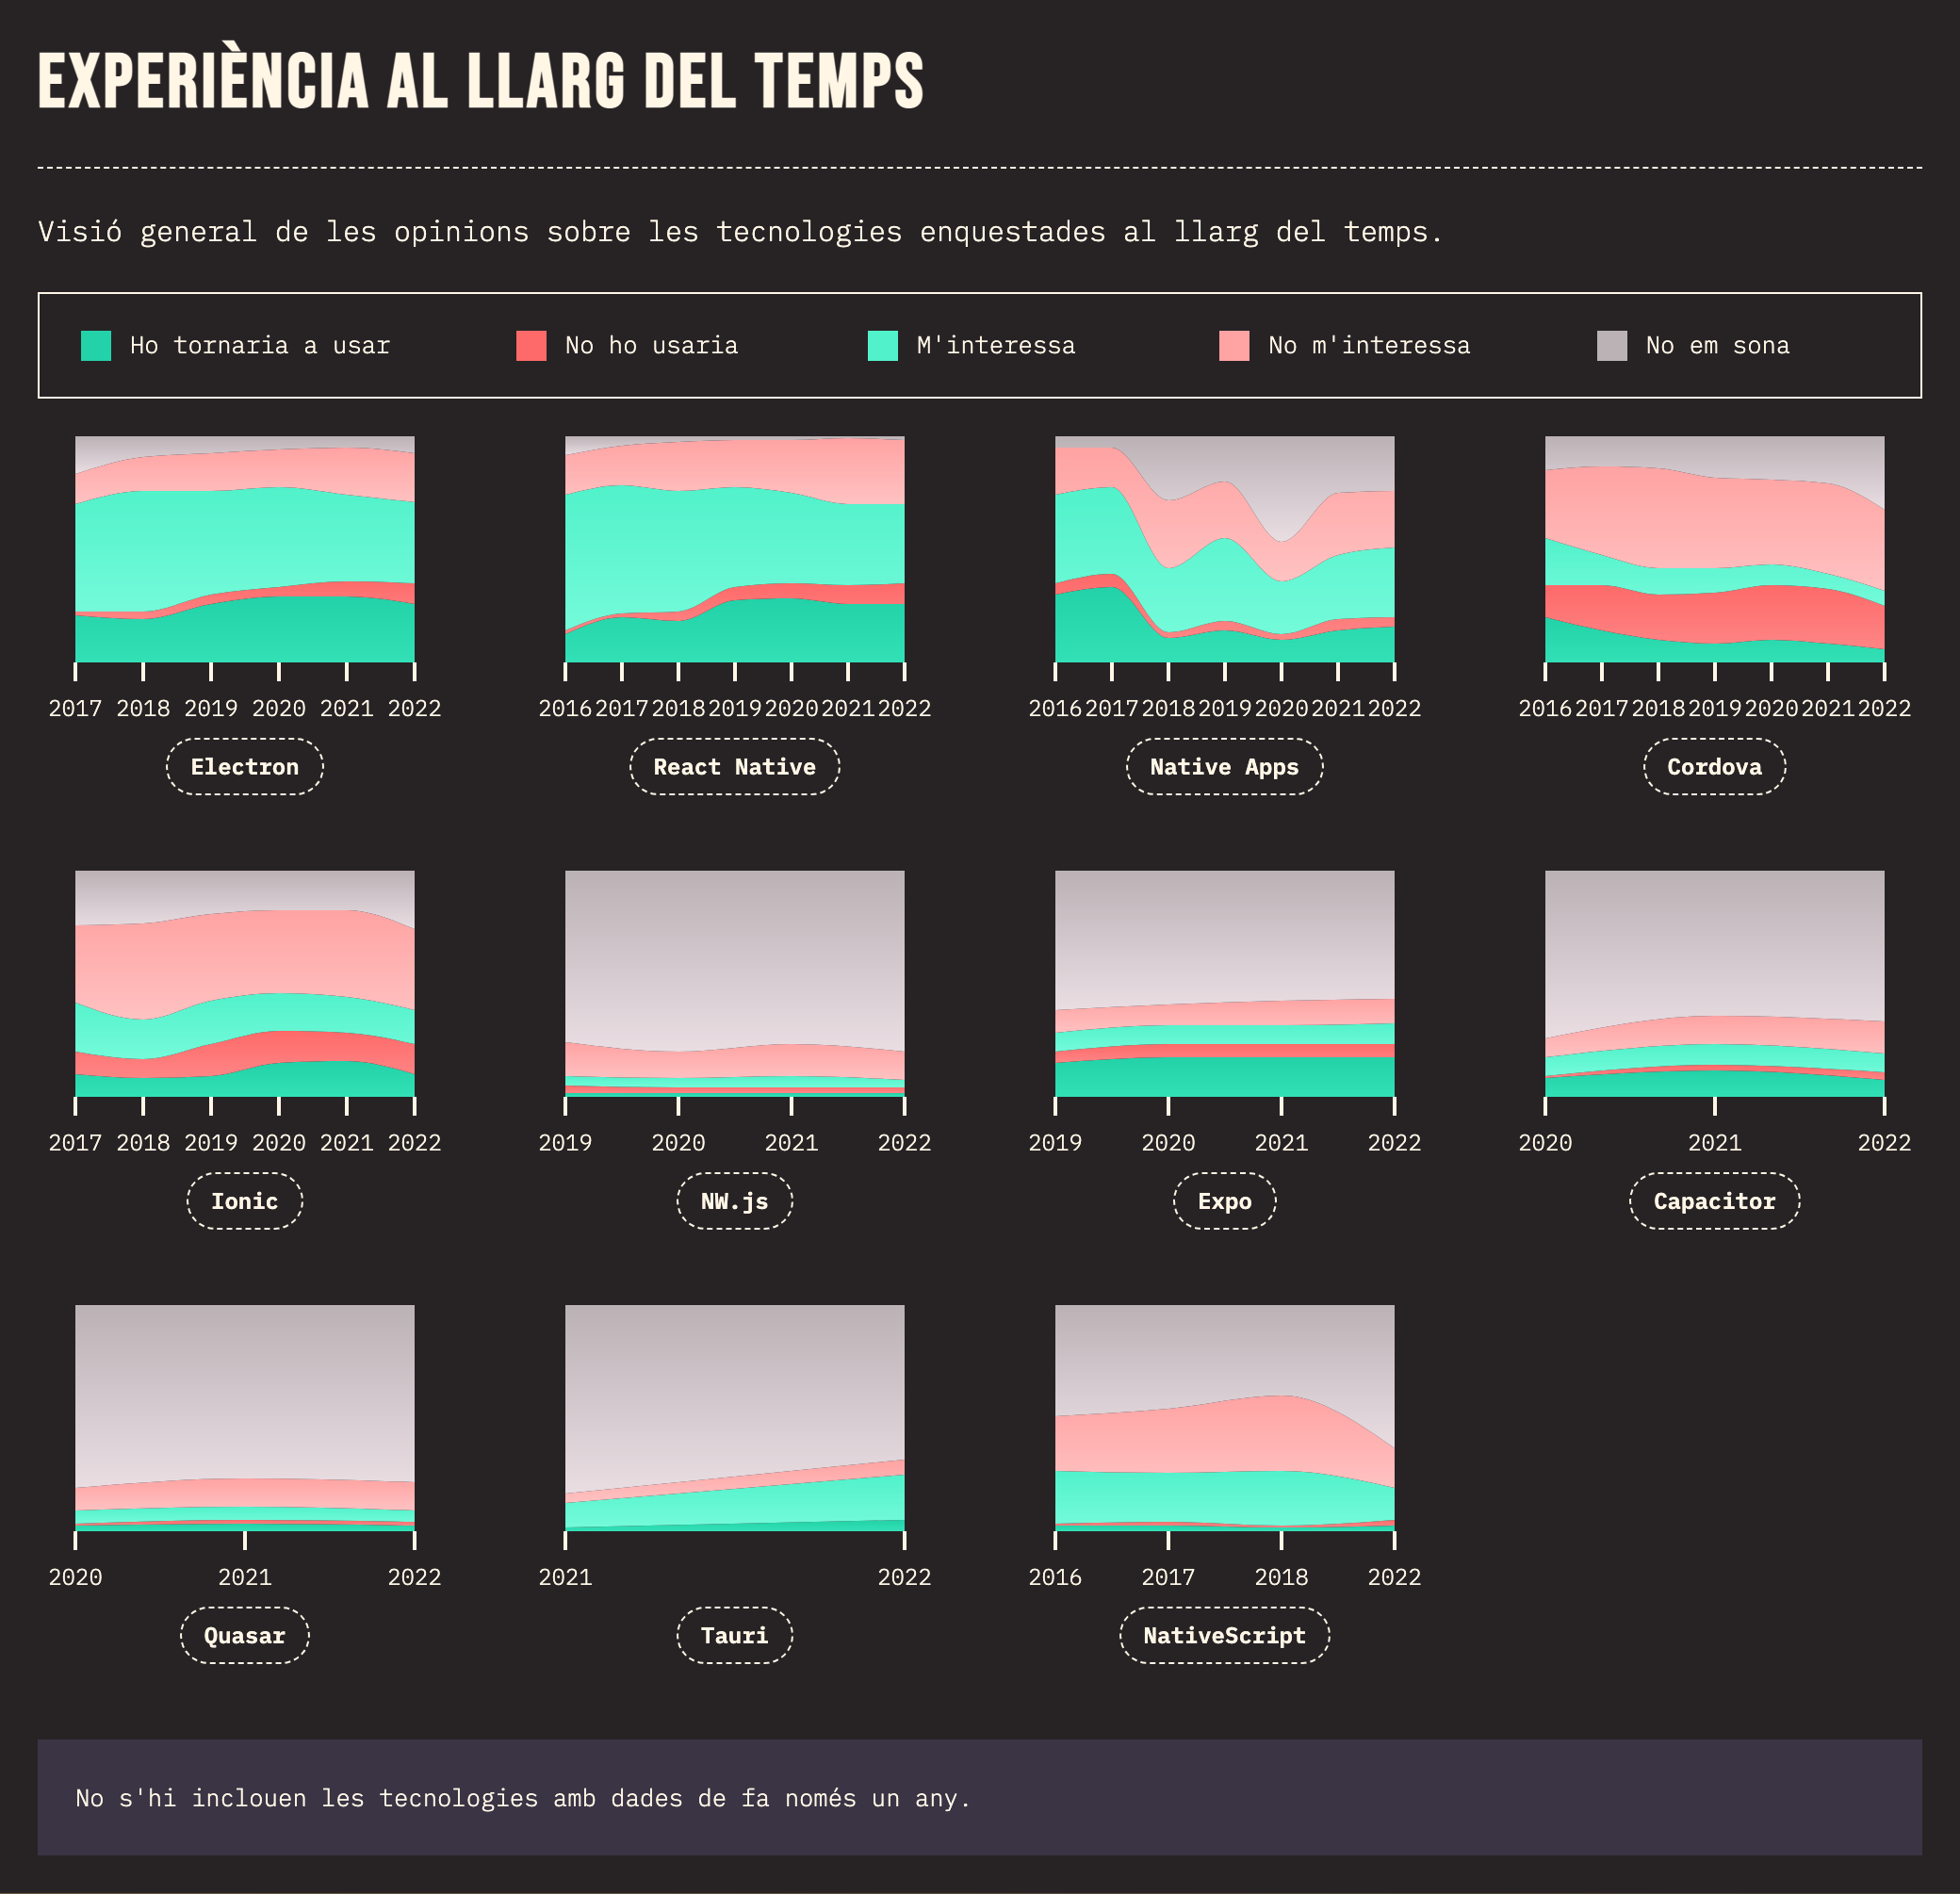 EXPERIÈNCIA AL LLARG DEL TEMPS
Visió general de les opinions sobre les tecnologies enquestades al llarg del temps.
Ho tornaria a usar No ho usaria M'interessa No m'interessa No em sona
2017 2018 2019 2020 2021 2022 2016 2017 2018 2019 2020 2021 2022 2016 2017 2018 2019 2020 2021 2022 2016 2017 2018 2019 2020 2021 2022
Electron React Native Native Apps Cordova
2017 2018 2019 2020 2021 2022 2019 2020 2021 2022 2019 2020 2021 2022 2020 2021 2022
Ionic NW.js Expo Capacitor
2020 2021 2022 2021 2022 2016 2017 2018 2022
Quasar Tauri NativeScript
No s'hi inclouen les tecnologies amb dades de fa només un any.